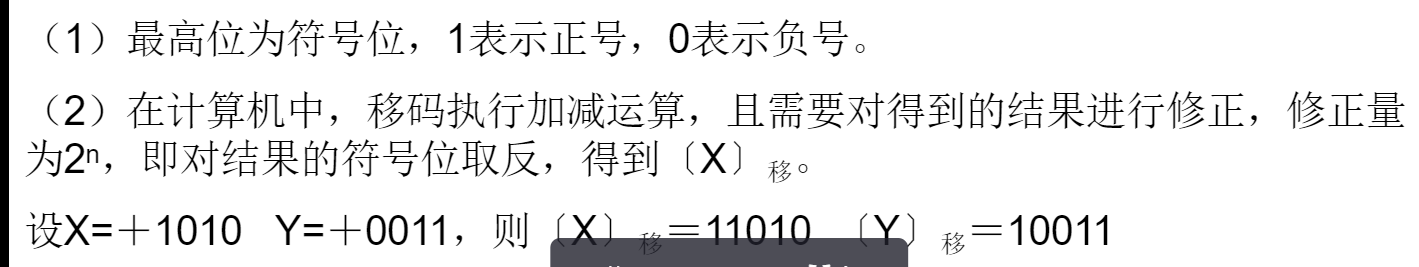 （1）最高位为符号位，1表示正号，0表示负号。
（2）在计算机中，移码执行加减运算，且需要对得到的结果进行修正，修正量
为2ⁿ，即对结果的符号位取反，得到〔X〕移。
设X=＋1010 Y=＋0011，则〔X〕移＝11010 〔Y〕移＝10011